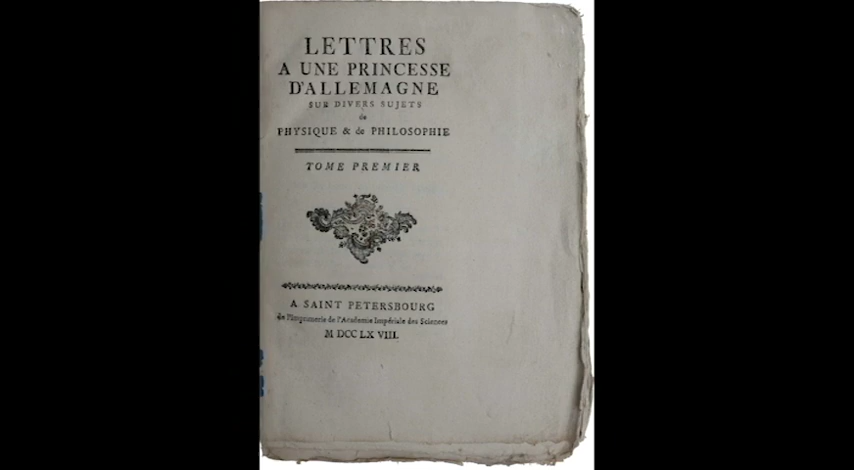 LETTRES
A UNE PRINCESSE
D'ALLEMAGNE
SUR DIVERS SUJETS
de
PHYSIQUE & de PHILOSOPHIE
TOME PREMIER
A SAINT PETERSBOURG
de l'Imprimerie de l'Academie Impériale des Sciences
M DCC LX VIII.